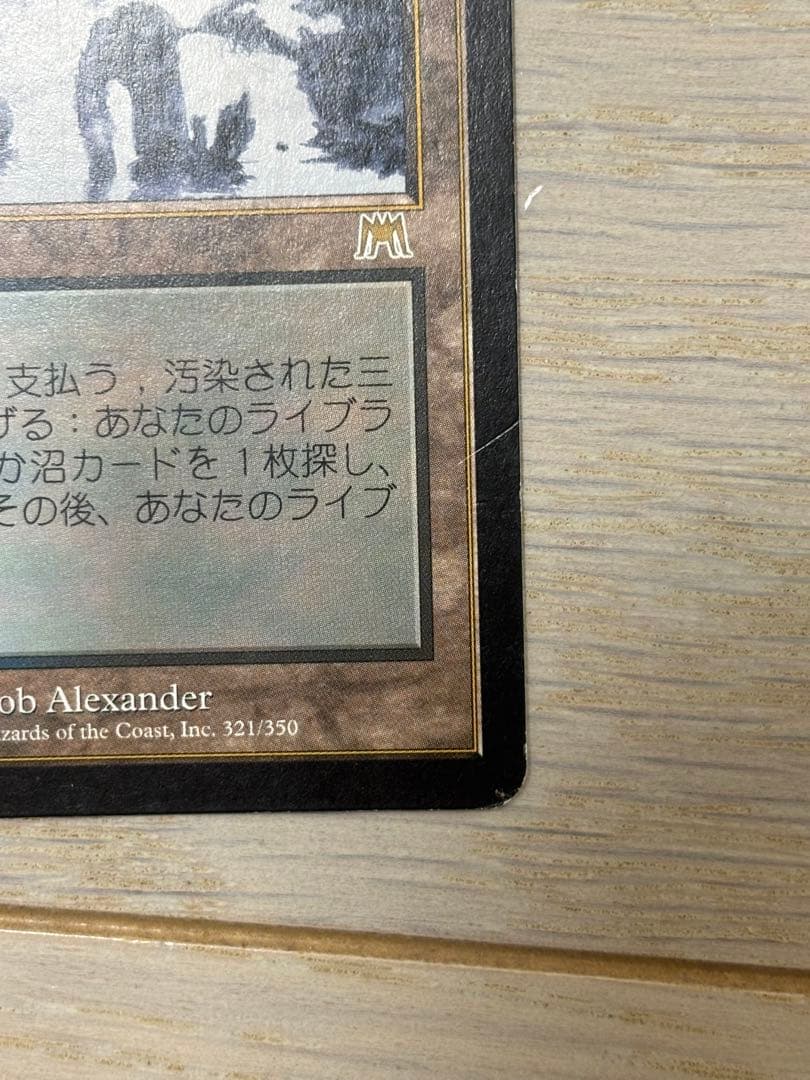 支払う，汚染された三
げる：あなたのライブラ
か沼カードを１枚探し、
その後、あなたのライブ
ob Alexander
zards of the Coast, Inc. 321/350